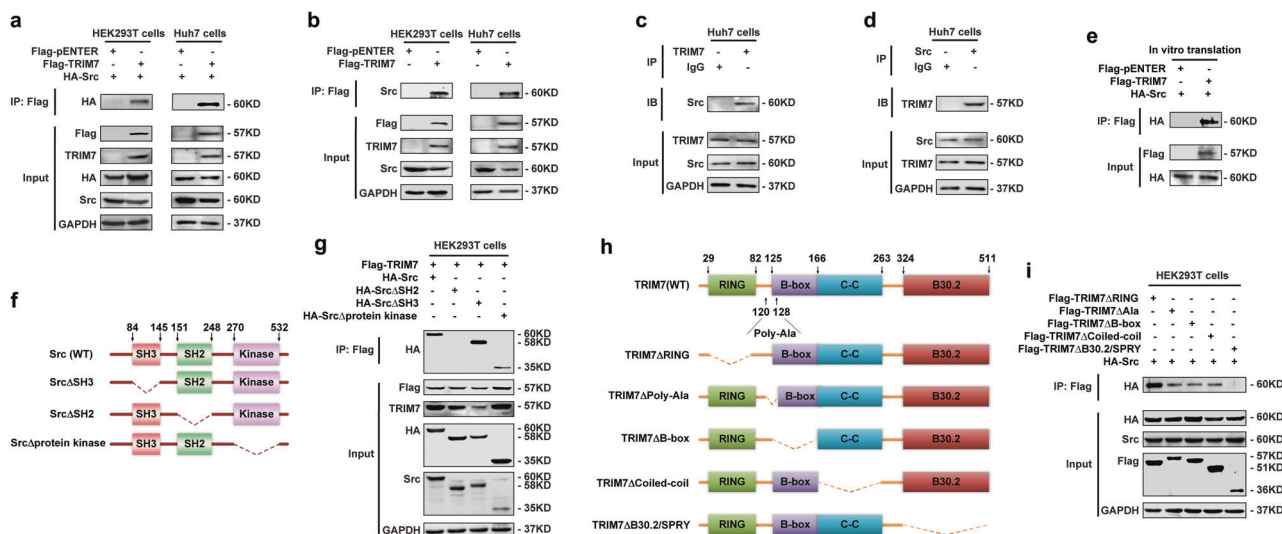 a
HEK293T cells Huh7 cells
Flag-pENTER + - + -
Flag-TRIM7 - + - +
HA-Src + + + +
IP: Flag HA - 60KD
Input
Flag - 57KD
TRIM7 - 57KD
HA - 60KD
Src - 60KD
GAPDH - 37KD
b
HEK293T cells Huh7 cells
Flag-pENTER + - + -
Flag-TRIM7 - + - +
IP: Flag Src - 60KD
Input
Flag - 57KD
TRIM7 - 57KD
Src - 60KD
GAPDH - 37KD
c
Huh7 cells
IP
TRIM7 - +
IgG + -
IB Src - 60KD
Input
TRIM7 - 57KD
Src - 60KD
GAPDH - 37KD
d
Huh7 cells
IP
Src - +
IgG + -
IB TRIM7 - 57KD
Input
Src - 60KD
TRIM7 - 57KD
GAPDH - 37KD
e
In vitro translation
Flag-pENTER + -
Flag-TRIM7 - +
HA-Src + +
IP: Flag HA - 60KD
Input
Flag - 57KD
HA - 60KD
f
84 145 151 248 270 532
Src (WT) SH3 SH2 Kinase
SrcΔSH3 SH2 Kinase
SrcΔSH2 SH3 Kinase
SrcΔprotein kinase SH3 SH2
g
HEK293T cells
Flag-TRIM7 + + + +
HA-Src +
HA-SrcΔSH2 +
HA-SrcΔSH3 +
HA-SrcΔprotein kinase +
IP: Flag HA - 60KD
- 58KD
- 35KD
Input
Flag - 57KD
TRIM7 - 57KD
HA - 60KD
- 58KD
- 35KD
Src - 60KD
- 58KD
- 35KD
GAPDH - 37KD
h
29 82 125 166 263 324 511
TRIM7(WT) RING B-box C-C B30.2
120 128
Poly-Ala
TRIM7ΔRING B-box C-C B30.2
TRIM7ΔPoly-Ala RING B-box C-C B30.2
TRIM7ΔB-box RING C-C B30.2
TRIM7ΔCoiled-coil RING B-box B30.2
TRIM7ΔB30.2/SPRY RING B-box C-C
i
HEK293T cells
Flag-TRIM7ΔRING +
Flag-TRIM7ΔAla +
Flag-TRIM7ΔB-box +
Flag-TRIM7ΔCoiled-coil +
Flag-TRIM7ΔB30.2/SPRY +
HA-Src + + + + +
IP: Flag HA - 60KD
Input
HA - 60KD
Src - 60KD
Flag - 57KD
- 51KD
- 36KD
GAPDH - 37KD